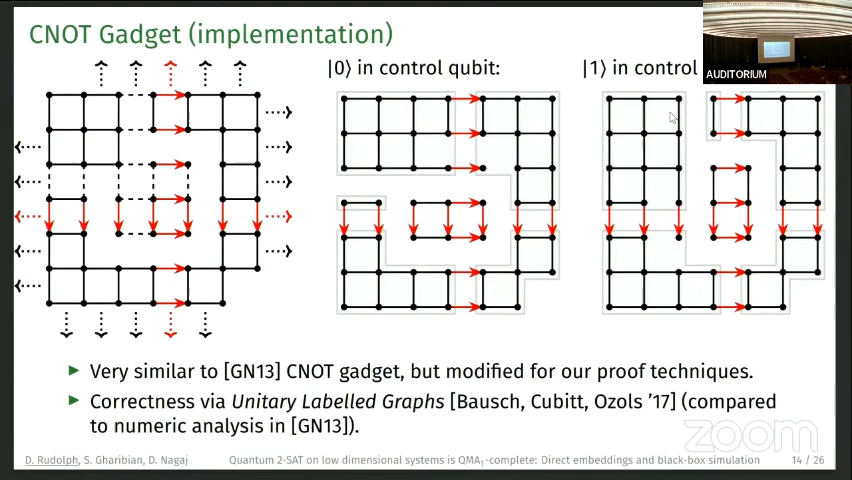 CNOT Gadget (implementation)
|0⟩ in control qubit:
|1⟩ in control
AUDITORIUM
▶ Very similar to [GN13] CNOT gadget, but modified for our proof techniques.
▶ Correctness via Unitary Labelled Graphs [Bausch, Cubitt, Ozols ’17] (compared
to numeric analysis in [GN13]).
zoom
D. Rudolph, S. Gharibian, D. Nagaj
Quantum 2-SAT on low dimensional systems is QMA₁-complete: Direct embeddings and black-box simulation
14 / 26